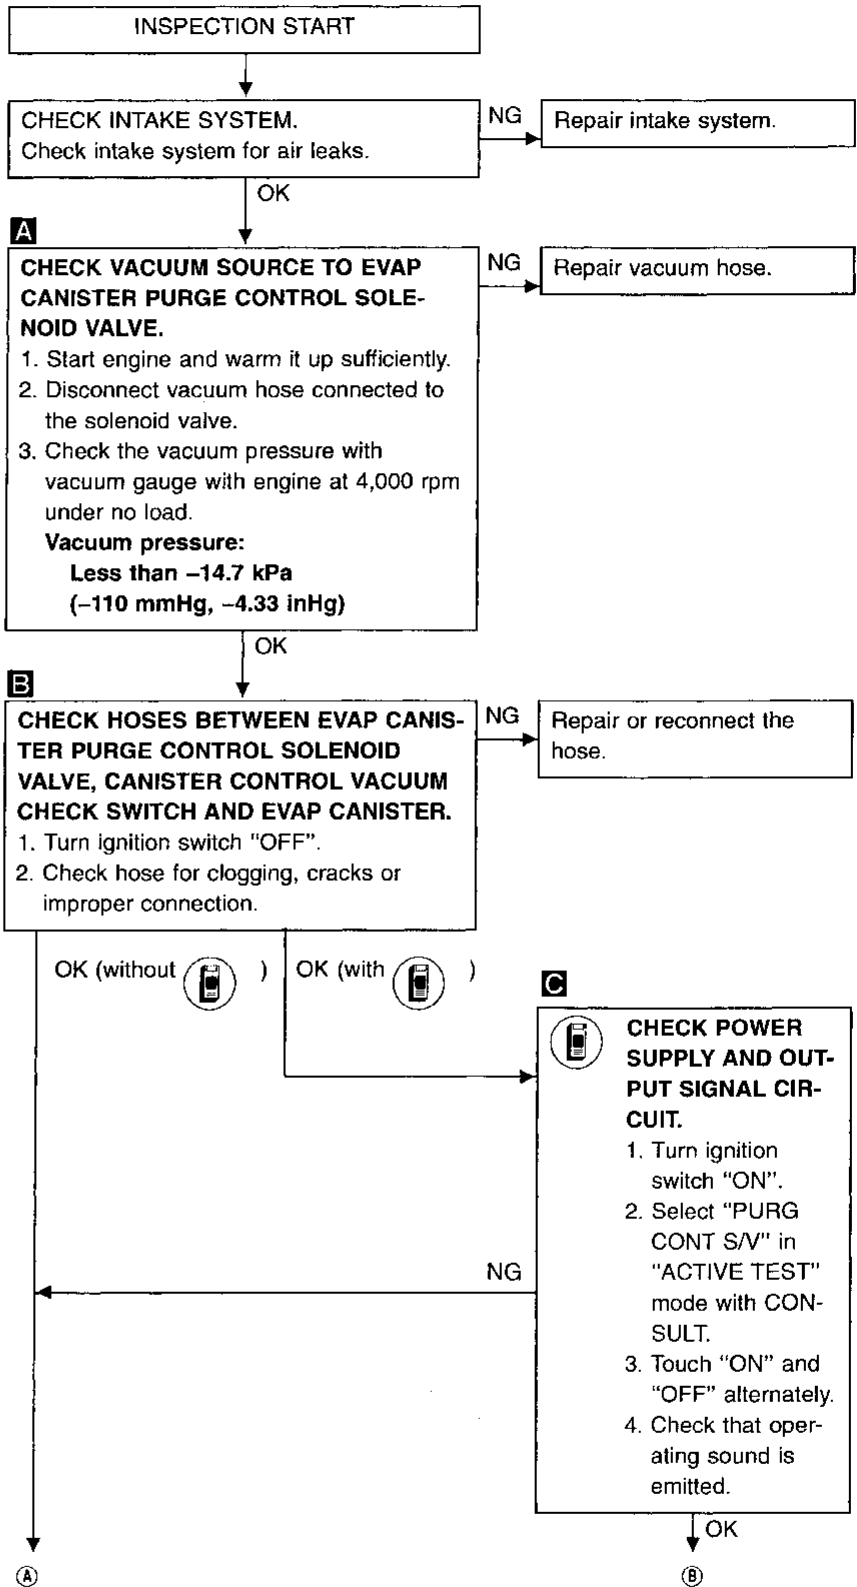 INSPECTION START
CHECK INTAKE SYSTEM.
Check intake system for air leaks.
NG
Repair intake system.
OK
A
CHECK VACUUM SOURCE TO EVAP
CANISTER PURGE CONTROL SOLE-
NOID VALVE.
1. Start engine and warm it up sufficiently.
2. Disconnect vacuum hose connected to
the solenoid valve.
3. Check the vacuum pressure with
vacuum gauge with engine at 4,000 rpm
under no load.
Vacuum pressure:
Less than –14.7 kPa
(–110 mmHg, –4.33 inHg)
NG
Repair vacuum hose.
OK
B
CHECK HOSES BETWEEN EVAP CANIS-
TER PURGE CONTROL SOLENOID
VALVE, CANISTER CONTROL VACUUM
CHECK SWITCH AND EVAP CANISTER.
1. Turn ignition switch "OFF".
2. Check hose for clogging, cracks or
improper connection.
NG
Repair or reconnect the
hose.
OK (without )
OK (with )
C
CHECK POWER
SUPPLY AND OUT-
PUT SIGNAL CIR-
CUIT.
1. Turn ignition
switch "ON".
2. Select "PURG
CONT S/V" in
"ACTIVE TEST"
mode with CON-
SULT.
3. Touch "ON" and
"OFF" alternately.
4. Check that oper-
ating sound is
emitted.
NG
OK
Ⓐ
Ⓑ